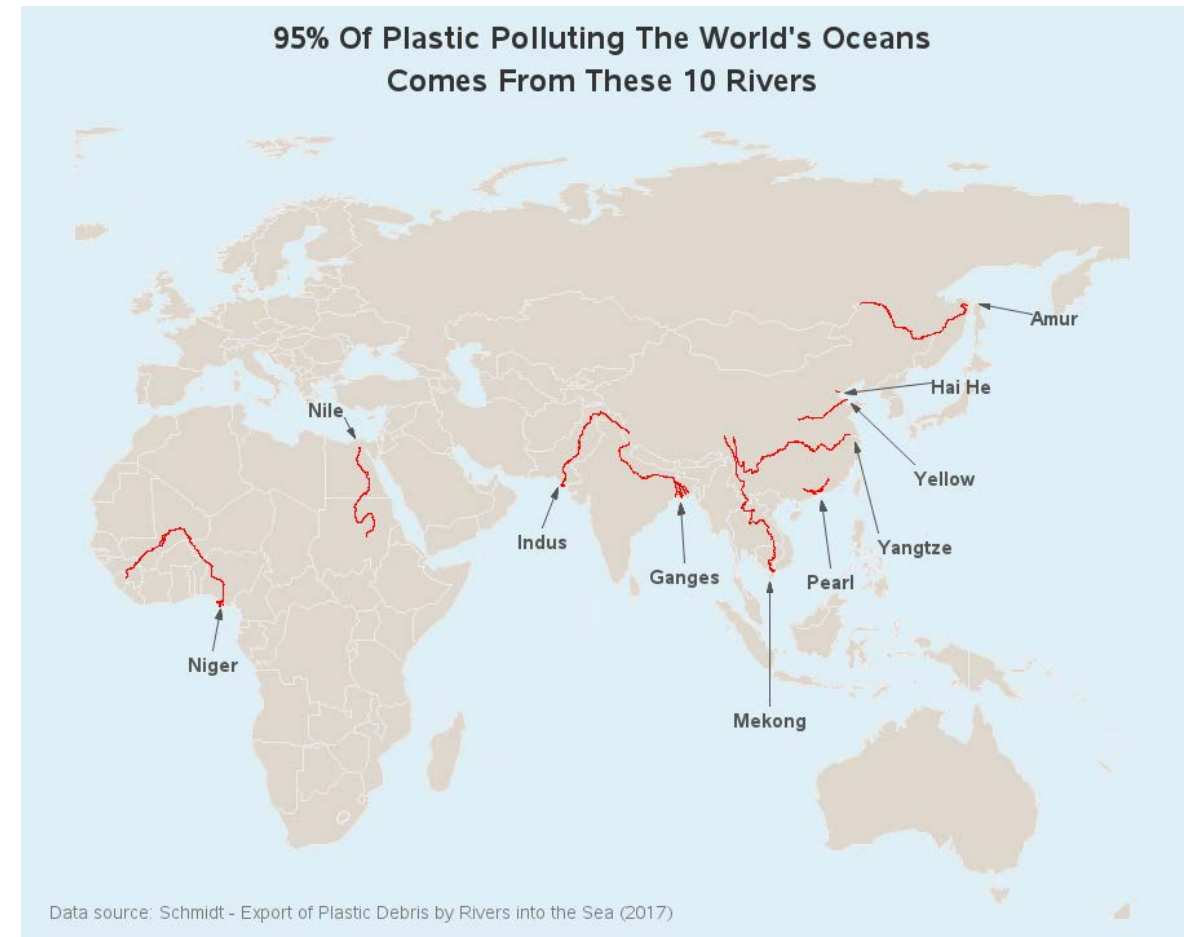 95% Of Plastic Polluting The World's Oceans
Comes From These 10 Rivers
Amur
Hai He
Nile
Yellow
Indus
Yangtze
Ganges
Pearl
Niger
Mekong
Data source: Schmidt - Export of Plastic Debris by Rivers into the Sea (2017)